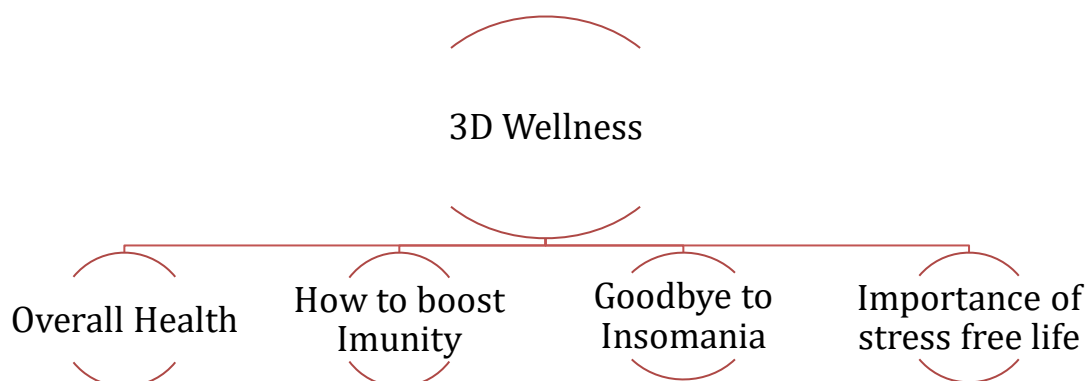 3D Wellness
Overall Health
How to boost
Imunity
Goodbye to
Insomania
Importance of
stress free life